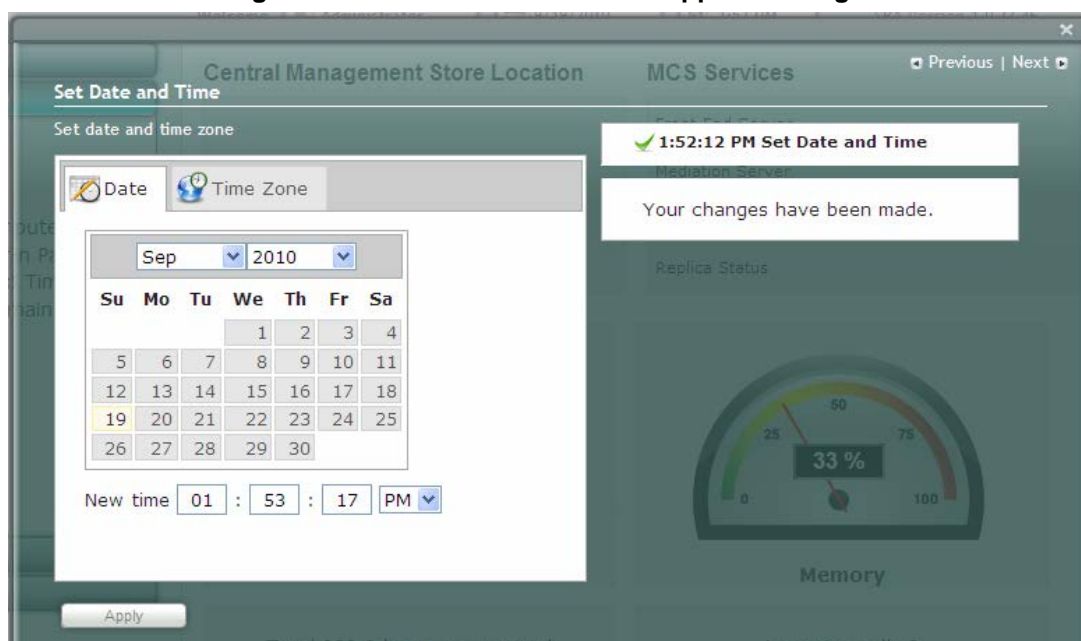 Central Management Store Location
MCS Services
Previous | Next
Set Date and Time
Set date and time zone
1:52:12 PM Set Date and Time
Mediation Server
Your changes have been made.
Replica Status
Date
Time Zone
Sep 2010
Su Mo Tu We Th Fr Sa
1 2 3 4
5 6 7 8 9 10 11
12 13 14 15 16 17 18
19 20 21 22 23 24 25
26 27 28 29 30
New time 01 : 53 : 17 PM
0 25 50 75 100
33 %
Memory
Apply